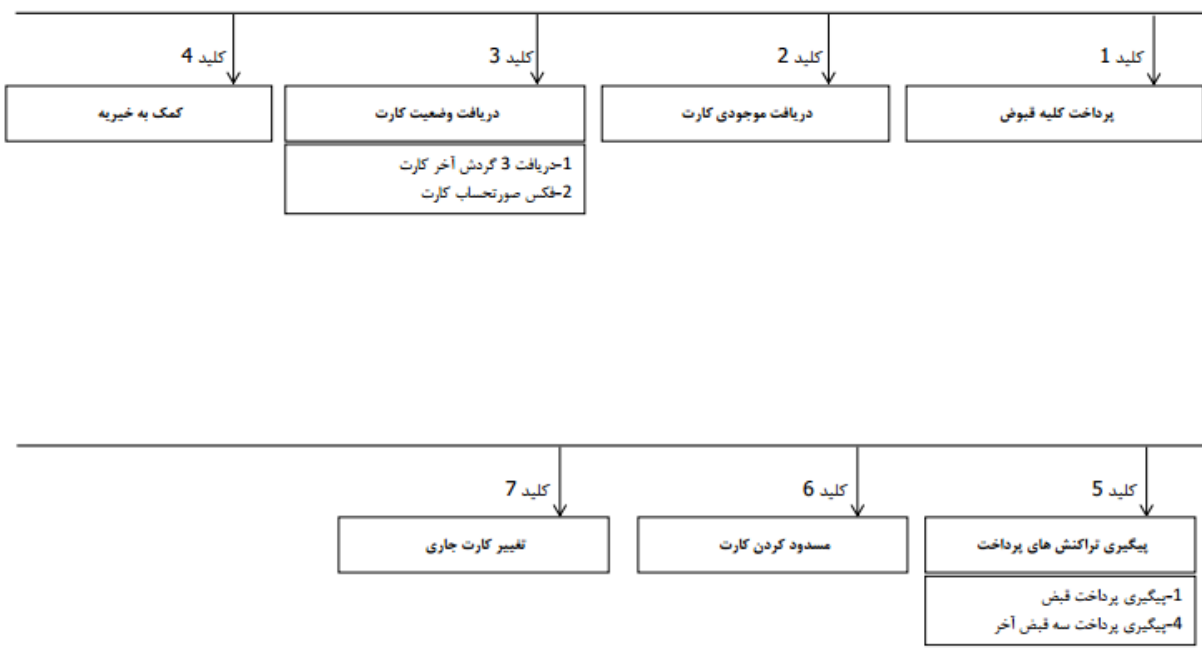 کلید 1
کلید 2
کلید 3
کلید 4
پرداخت کلیه قبوض
دریافت موجودی کارت
دریافت وضعیت کارت
کمک به خیریه
1-دریافت 3 گردش آخر کارت
2-فکس صورتحساب کارت
کلید 5
کلید 6
کلید 7
پیگیری تراکنش های پرداخت
مسدود کردن کارت
تغییر کارت جاری
1-پیگیری پرداخت قبض
4-پیگیری پرداخت سه قبض آخر